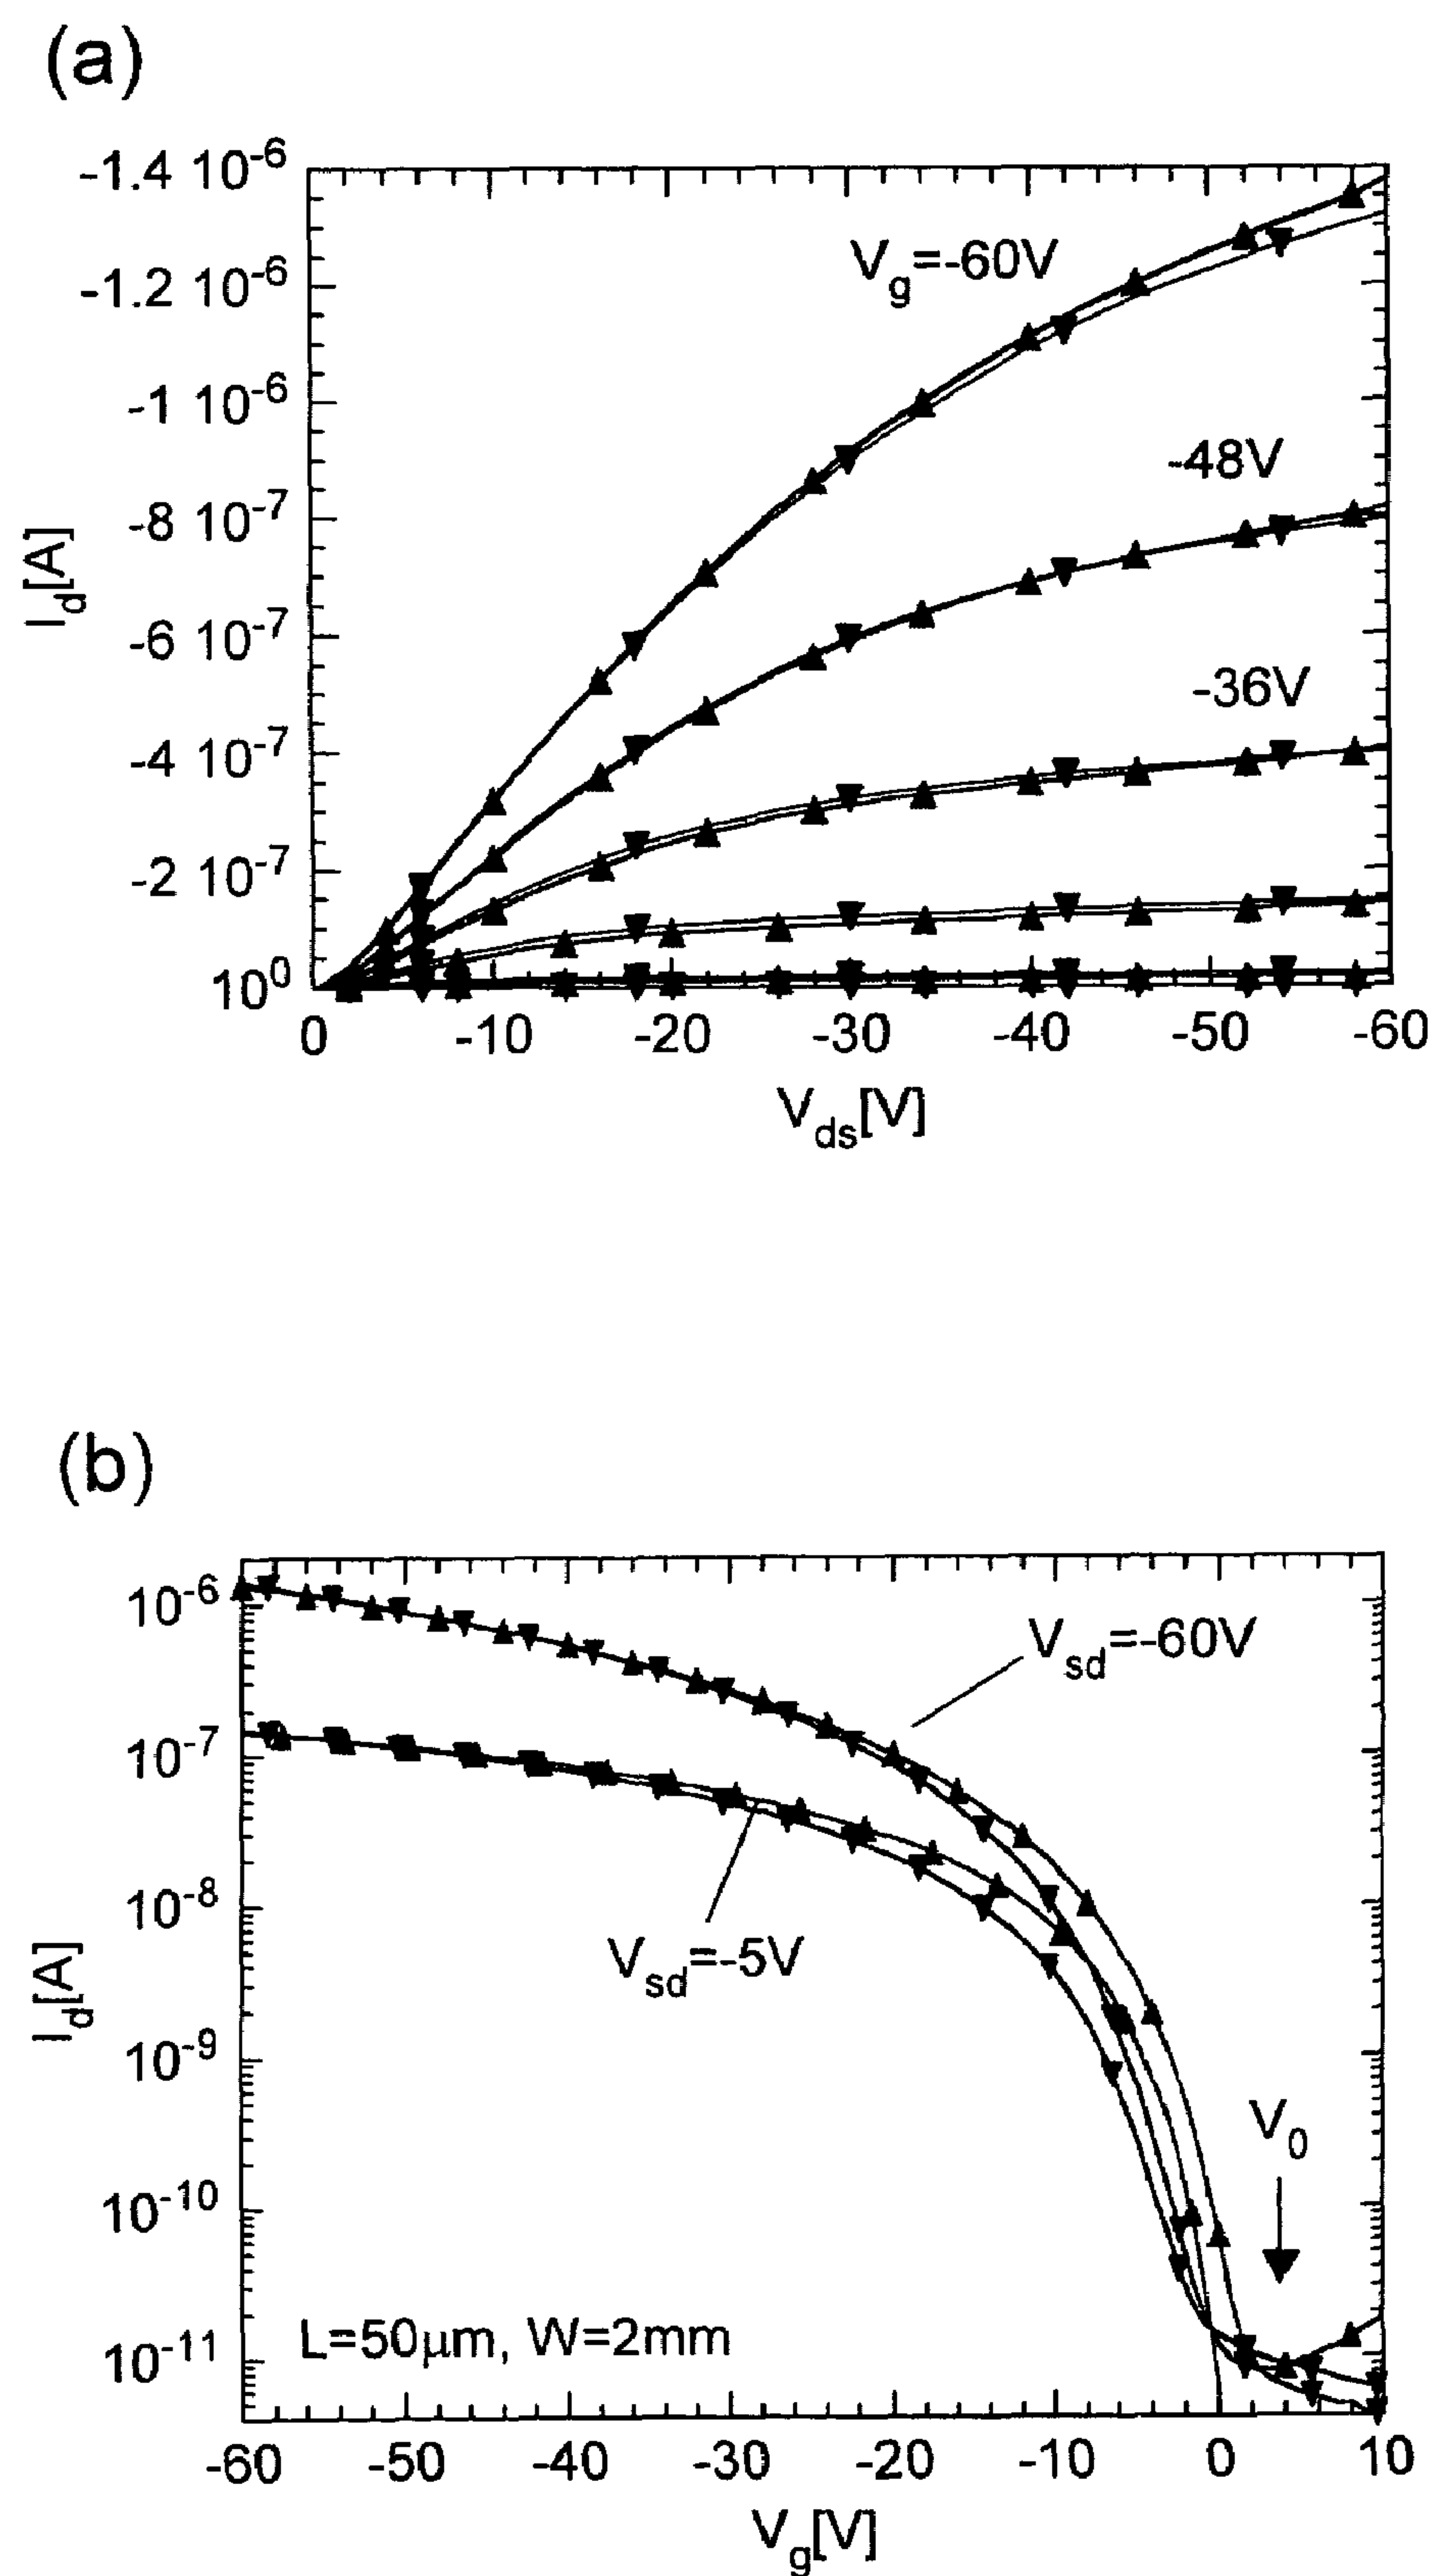 (a)
-1.4 10-6
-1.2 10-6
-1 10-6
-8 10-7
-6 10-7
-4 10-7
-2 10-7
100
Id[A]
Vg=-60V
-48V
-36V
0 -10 -20 -30 -40 -50 -60
Vds[V]
(b)
10-6
10-7
10-8
10-9
10-10
10-11
Id[A]
Vsd=-60V
Vsd=-5V
V0
L=50μm, W=2mm
-60 -50 -40 -30 -20 -10 0 10
Vg[V]